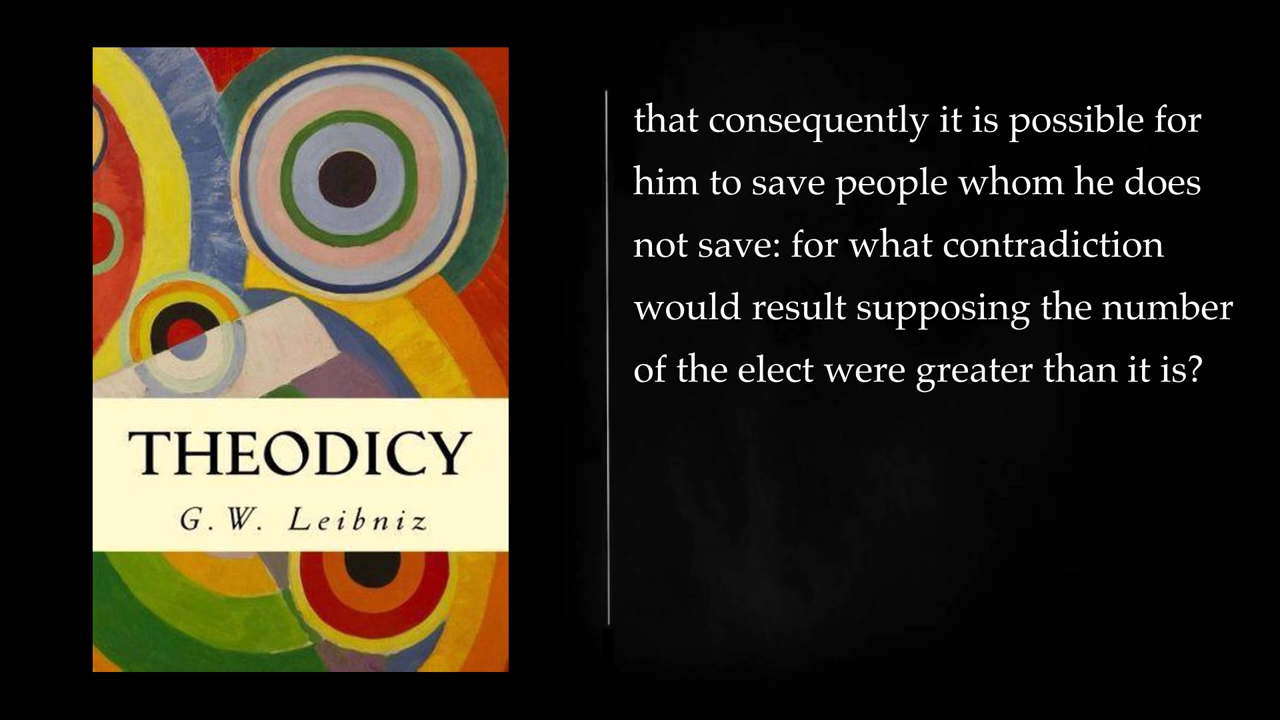 THEODICY
G. W. Leibniz
that consequently it is possible for
him to save people whom he does
not save: for what contradiction
would result supposing the number
of the elect were greater than it is?